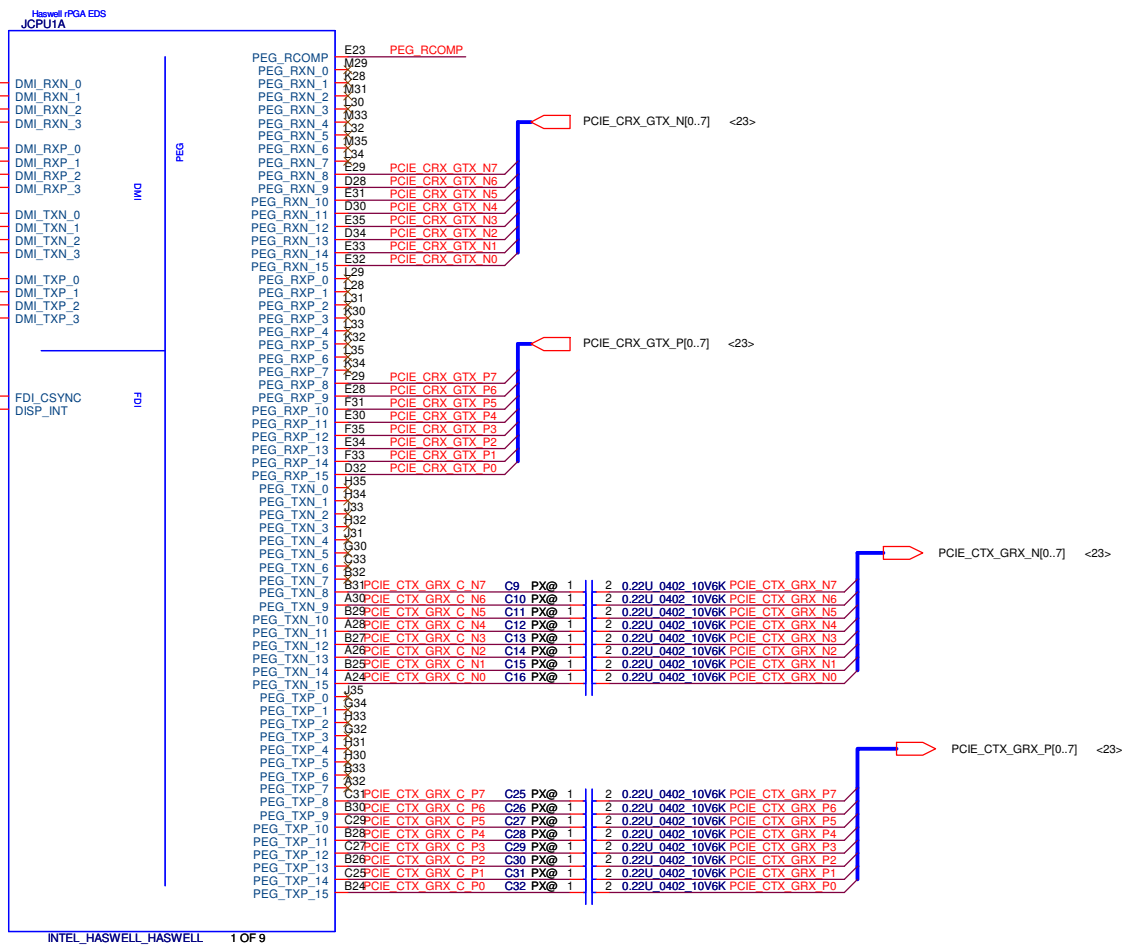 Haswell rPGA EDS
JCPU1A
DMI_RXN_0
DMI_RXN_1
DMI_RXN_2
DMI_RXN_3
DMI_RXP_0
DMI_RXP_1
DMI_RXP_2
DMI_RXP_3
DMI_TXN_0
DMI_TXN_1
DMI_TXN_2
DMI_TXN_3
DMI_TXP_0
DMI_TXP_1
DMI_TXP_2
DMI_TXP_3
FDI_CSYNC
DISP_INT
PEG
DMI
FDI
PEG_RCOMP E23 PEG_RCOMP
PEG_RXN_0 M29
PEG_RXN_1 K28
PEG_RXN_2 M31
PEG_RXN_3 L30
PEG_RXN_4 M33
PEG_RXN_5 L32
PEG_RXN_6 M35
PEG_RXN_7 L34
PEG_RXN_8 E29 PCIE_CRX_GTX_N7
PEG_RXN_9 D28 PCIE_CRX_GTX_N6
PEG_RXN_10 E31 PCIE_CRX_GTX_N5
PEG_RXN_11 D30 PCIE_CRX_GTX_N4
PEG_RXN_12 E35 PCIE_CRX_GTX_N3
PEG_RXN_13 D34 PCIE_CRX_GTX_N2
PEG_RXN_14 E33 PCIE_CRX_GTX_N1
PEG_RXN_15 E32 PCIE_CRX_GTX_N0
PCIE_CRX_GTX_N[0..7] <23>
PEG_RXP_0 L29
PEG_RXP_1 L28
PEG_RXP_2 L31
PEG_RXP_3 K30
PEG_RXP_4 L33
PEG_RXP_5 K32
PEG_RXP_6 L35
PEG_RXP_7 K34
PEG_RXP_8 F29 PCIE_CRX_GTX_P7
PEG_RXP_9 E28 PCIE_CRX_GTX_P6
PEG_RXP_10 F31 PCIE_CRX_GTX_P5
PEG_RXP_11 E30 PCIE_CRX_GTX_P4
PEG_RXP_12 F35 PCIE_CRX_GTX_P3
PEG_RXP_13 E34 PCIE_CRX_GTX_P2
PEG_RXP_14 F33 PCIE_CRX_GTX_P1
PEG_RXP_15 D32 PCIE_CRX_GTX_P0
PCIE_CRX_GTX_P[0..7] <23>
PEG_TXN_0 H35
PEG_TXN_1 H34
PEG_TXN_2 J33
PEG_TXN_3 H32
PEG_TXN_4 J31
PEG_TXN_5 G30
PEG_TXN_6 C33
PEG_TXN_7 B32
PEG_TXN_8 B31 PCIE_CTX_GRX_C_N7 C9 PX@ 1 2 0.22U_0402_10V6K PCIE_CTX_GRX_N7
PEG_TXN_9 A30 PCIE_CTX_GRX_C_N6 C10 PX@ 1 2 0.22U_0402_10V6K PCIE_CTX_GRX_N6
PEG_TXN_10 B29 PCIE_CTX_GRX_C_N5 C11 PX@ 1 2 0.22U_0402_10V6K PCIE_CTX_GRX_N5
PEG_TXN_11 A28 PCIE_CTX_GRX_C_N4 C12 PX@ 1 2 0.22U_0402_10V6K PCIE_CTX_GRX_N4
PEG_TXN_12 B27 PCIE_CTX_GRX_C_N3 C13 PX@ 1 2 0.22U_0402_10V6K PCIE_CTX_GRX_N3
PEG_TXN_13 A26 PCIE_CTX_GRX_C_N2 C14 PX@ 1 2 0.22U_0402_10V6K PCIE_CTX_GRX_N2
PEG_TXN_14 B25 PCIE_CTX_GRX_C_N1 C15 PX@ 1 2 0.22U_0402_10V6K PCIE_CTX_GRX_N1
PEG_TXN_15 A24 PCIE_CTX_GRX_C_N0 C16 PX@ 1 2 0.22U_0402_10V6K PCIE_CTX_GRX_N0
PCIE_CTX_GRX_N[0..7] <23>
PEG_TXP_0 J35
PEG_TXP_1 G34
PEG_TXP_2 H33
PEG_TXP_3 G32
PEG_TXP_4 H31
PEG_TXP_5 H30
PEG_TXP_6 B33
PEG_TXP_7 A32
PEG_TXP_8 C31 PCIE_CTX_GRX_C_P7 C25 PX@ 1 2 0.22U_0402_10V6K PCIE_CTX_GRX_P7
PEG_TXP_9 B30 PCIE_CTX_GRX_C_P6 C26 PX@ 1 2 0.22U_0402_10V6K PCIE_CTX_GRX_P6
PEG_TXP_10 C29 PCIE_CTX_GRX_C_P5 C27 PX@ 1 2 0.22U_0402_10V6K PCIE_CTX_GRX_P5
PEG_TXP_11 B28 PCIE_CTX_GRX_C_P4 C28 PX@ 1 2 0.22U_0402_10V6K PCIE_CTX_GRX_P4
PEG_TXP_12 C27 PCIE_CTX_GRX_C_P3 C29 PX@ 1 2 0.22U_0402_10V6K PCIE_CTX_GRX_P3
PEG_TXP_13 B26 PCIE_CTX_GRX_C_P2 C30 PX@ 1 2 0.22U_0402_10V6K PCIE_CTX_GRX_P2
PEG_TXP_14 C25 PCIE_CTX_GRX_C_P1 C31 PX@ 1 2 0.22U_0402_10V6K PCIE_CTX_GRX_P1
PEG_TXP_15 B24 PCIE_CTX_GRX_C_P0 C32 PX@ 1 2 0.22U_0402_10V6K PCIE_CTX_GRX_P0
PCIE_CTX_GRX_P[0..7] <23>
INTEL_HASWELL_HASWELL 1 OF 9